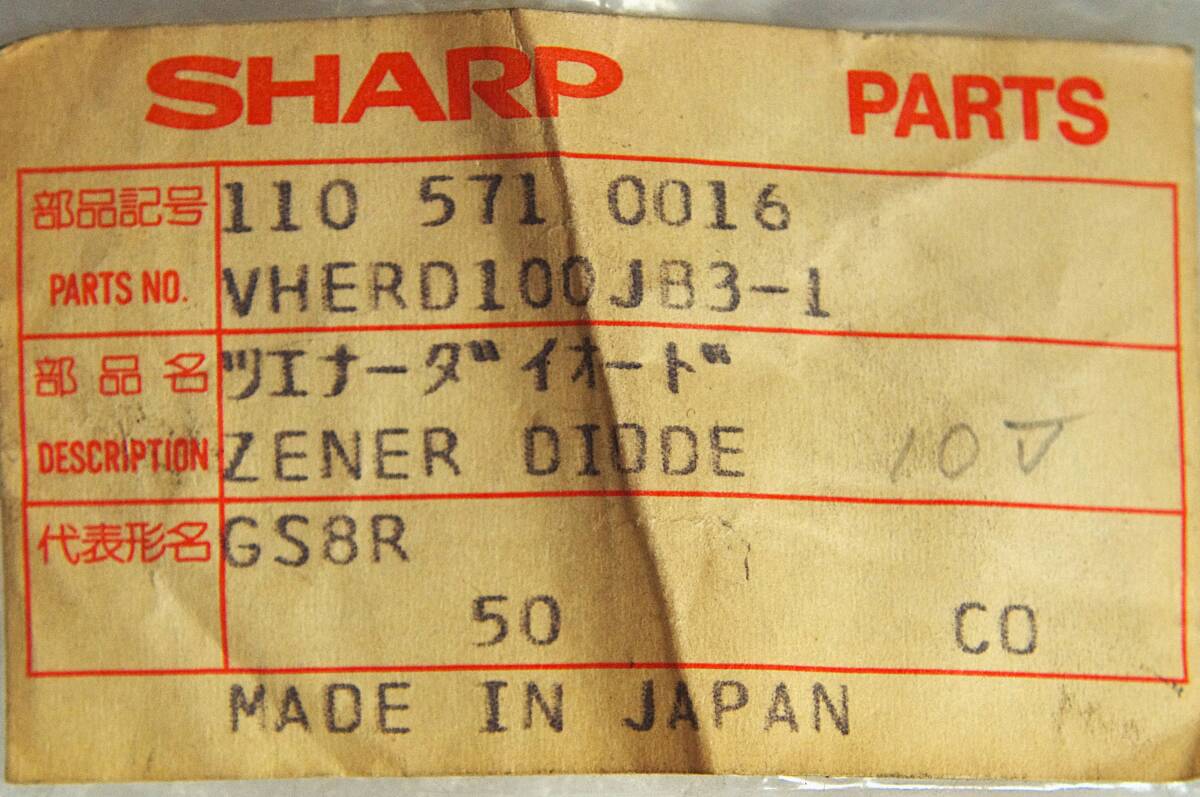 SHARP PARTS
部品記号 110 571 0016
PARTS NO. VHERD100JB3-1
部品名 ツエナーダイオード
DESCRIPTION ZENER DIODE 10V
代表形名 GS8R
50 CO
MADE IN JAPAN